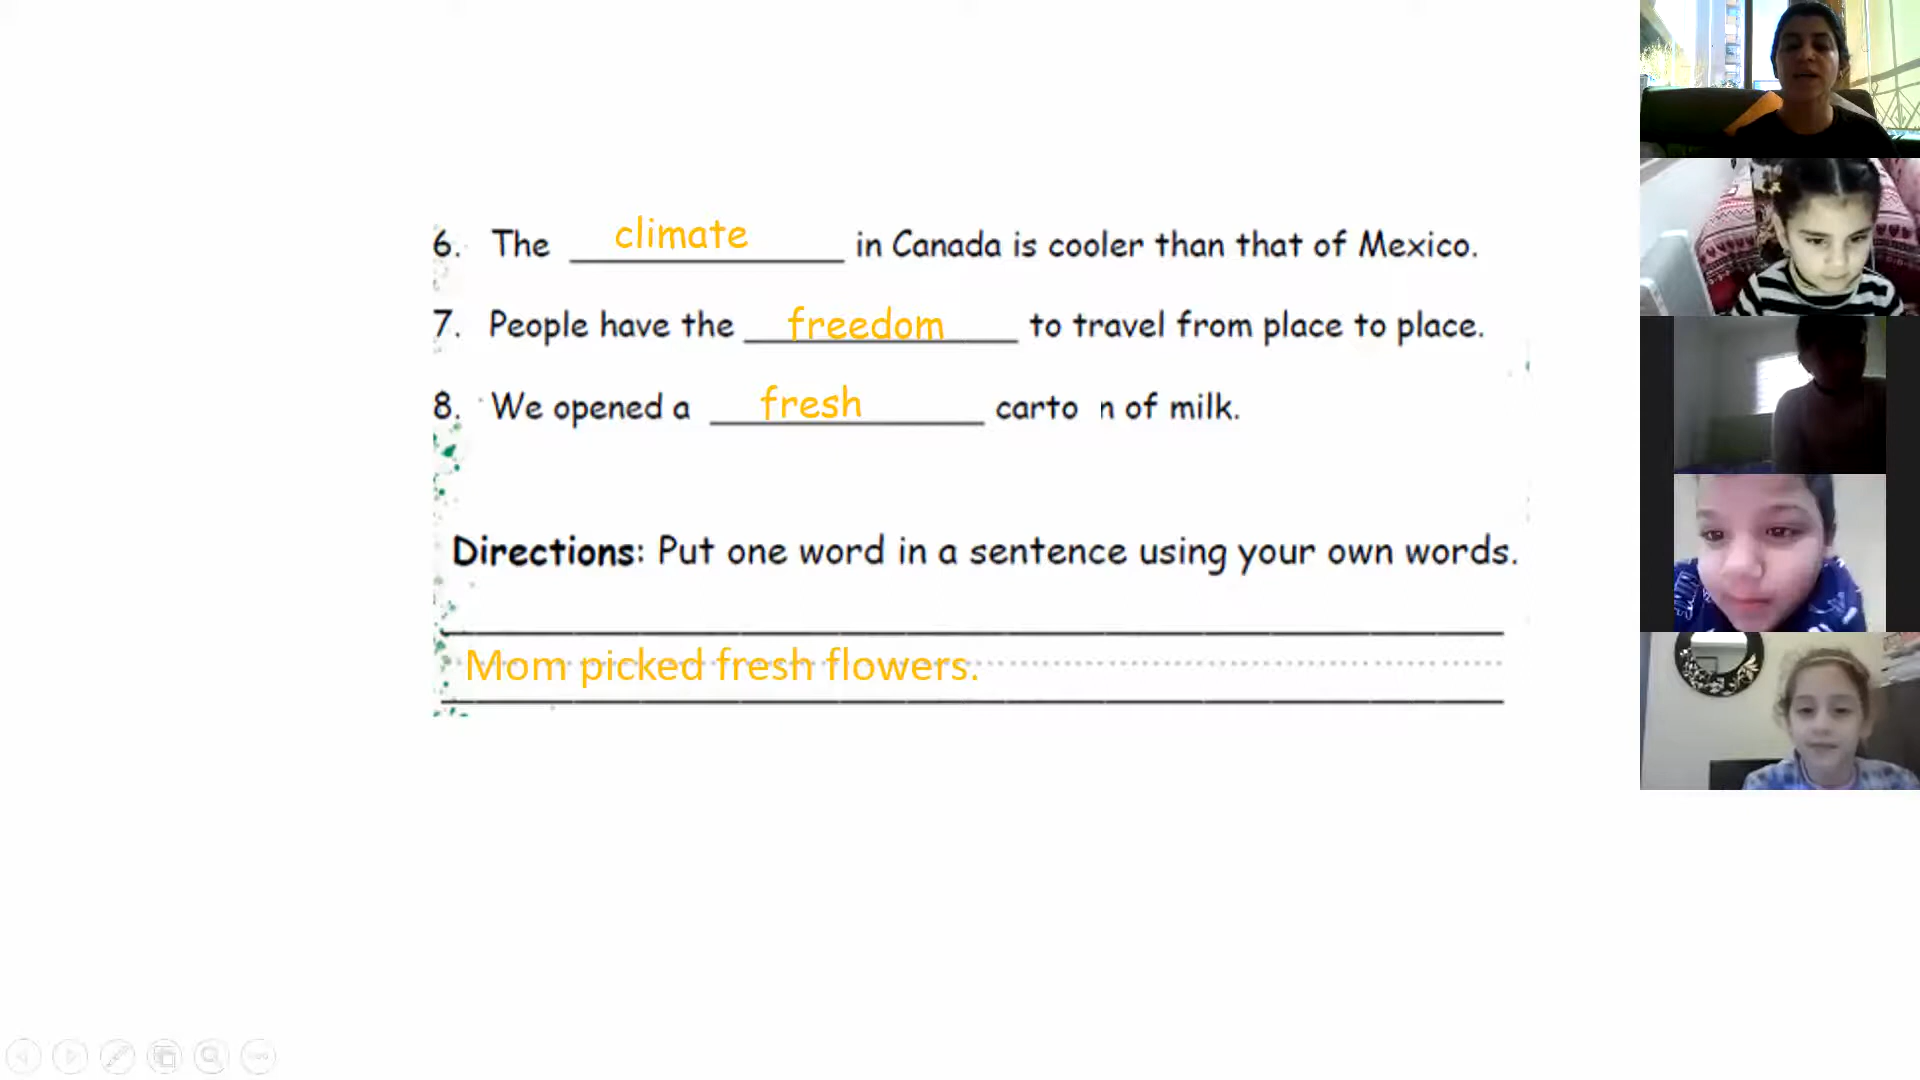 6. The climate in Canada is cooler than that of Mexico.
7. People have the freedom to travel from place to place.
8. We opened a fresh carto n of milk.
Directions: Put one word in a sentence using your own words.
Mom picked fresh flowers.